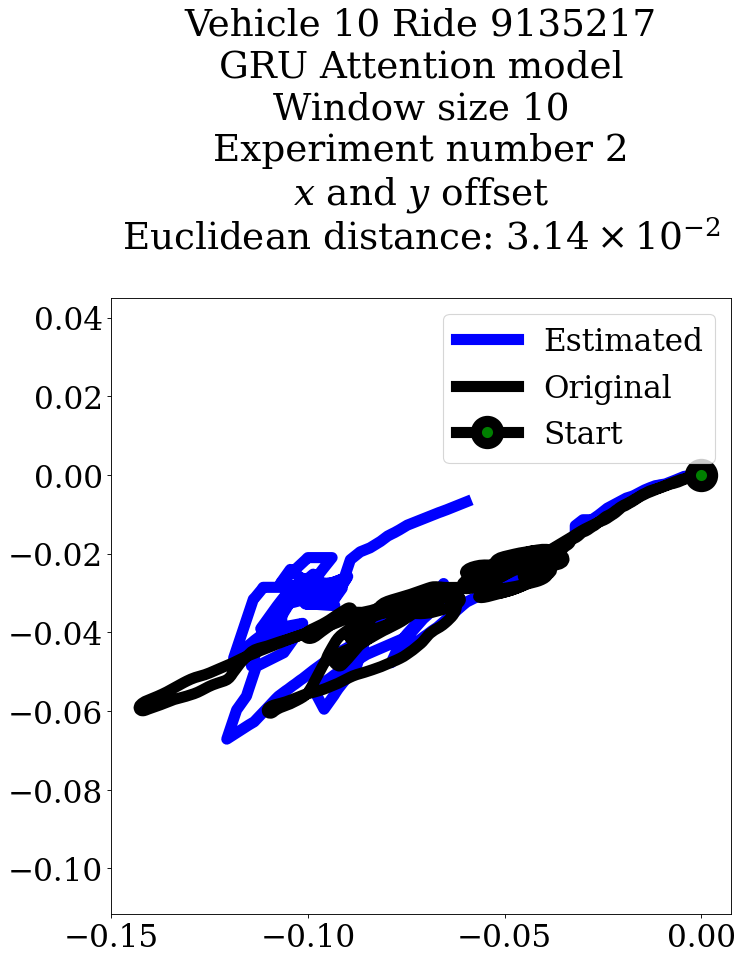 Vehicle 10 Ride 9135217
GRU Attention model
Window size 10
Experiment number 2
x and y offset
Euclidean distance: 3.14 × 10⁻²
Estimated
Original
Start
0.04
0.02
0.00
−0.02
−0.04
−0.06
−0.08
−0.10
−0.15
−0.10
−0.05
0.00